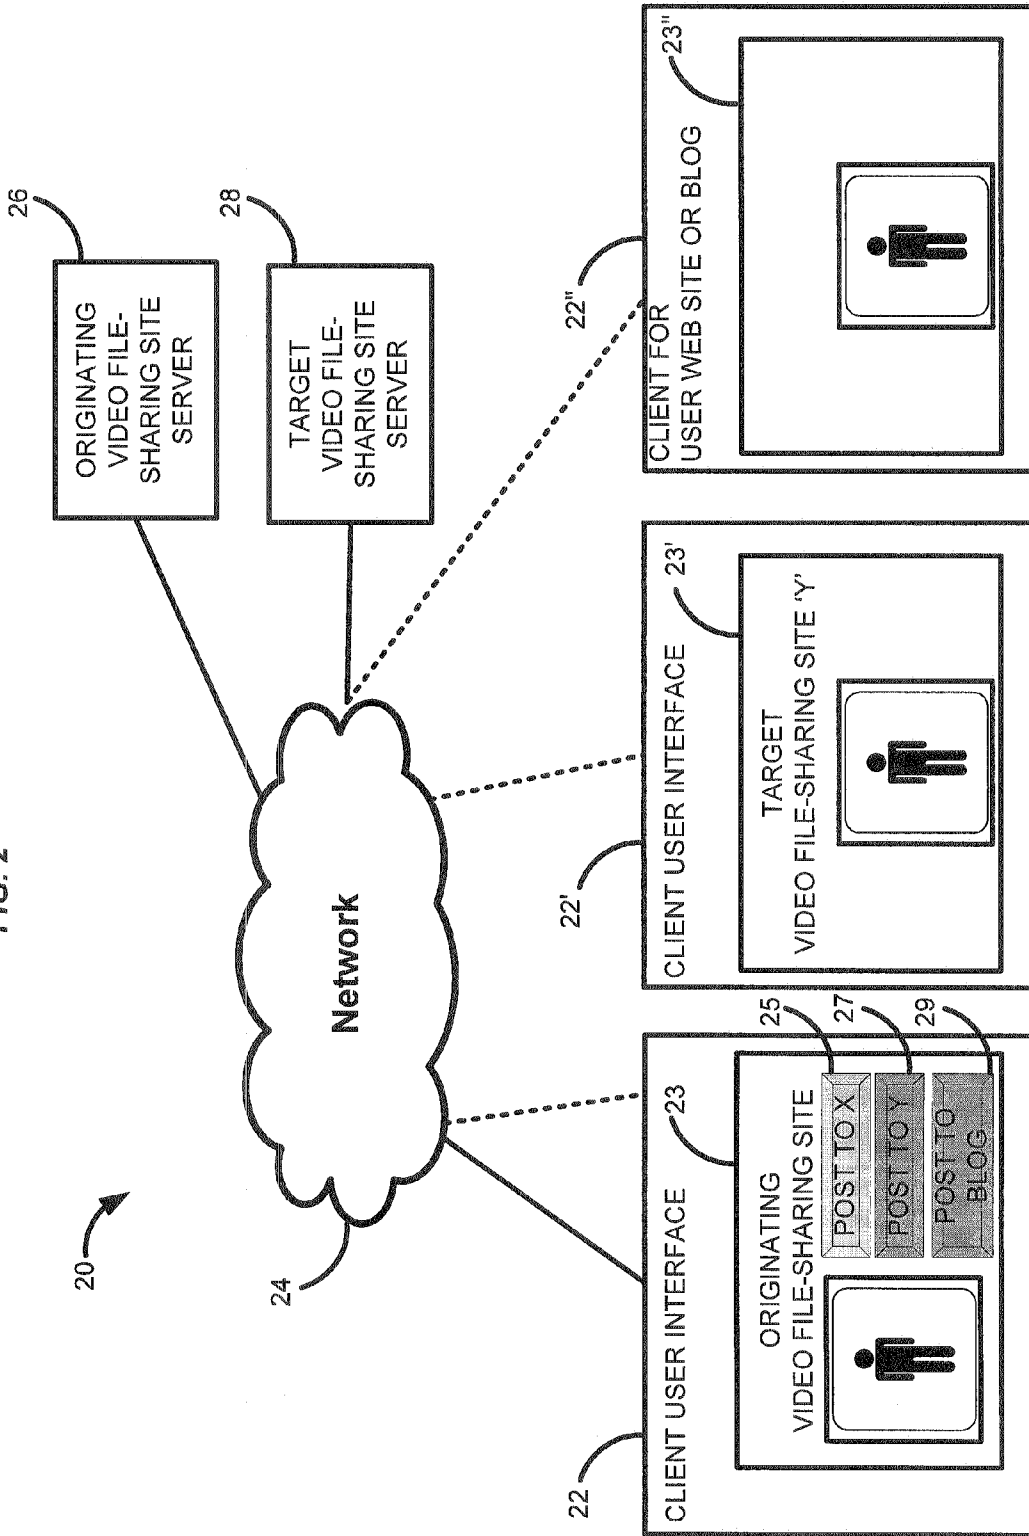 FIG. 2
20
24
Network
26
ORIGINATING
VIDEO FILE-
SHARING SITE
SERVER
28
TARGET
VIDEO FILE-
SHARING SITE
SERVER
22
CLIENT USER INTERFACE
23
ORIGINATING
VIDEO FILE-SHARING SITE
POST TO X
25
POST TO Y
27
POST TO
BLOG
29
22'
CLIENT USER INTERFACE
23'
TARGET
VIDEO FILE-SHARING SITE ‘Y’
22"
CLIENT FOR
USER WEB SITE OR BLOG
23"